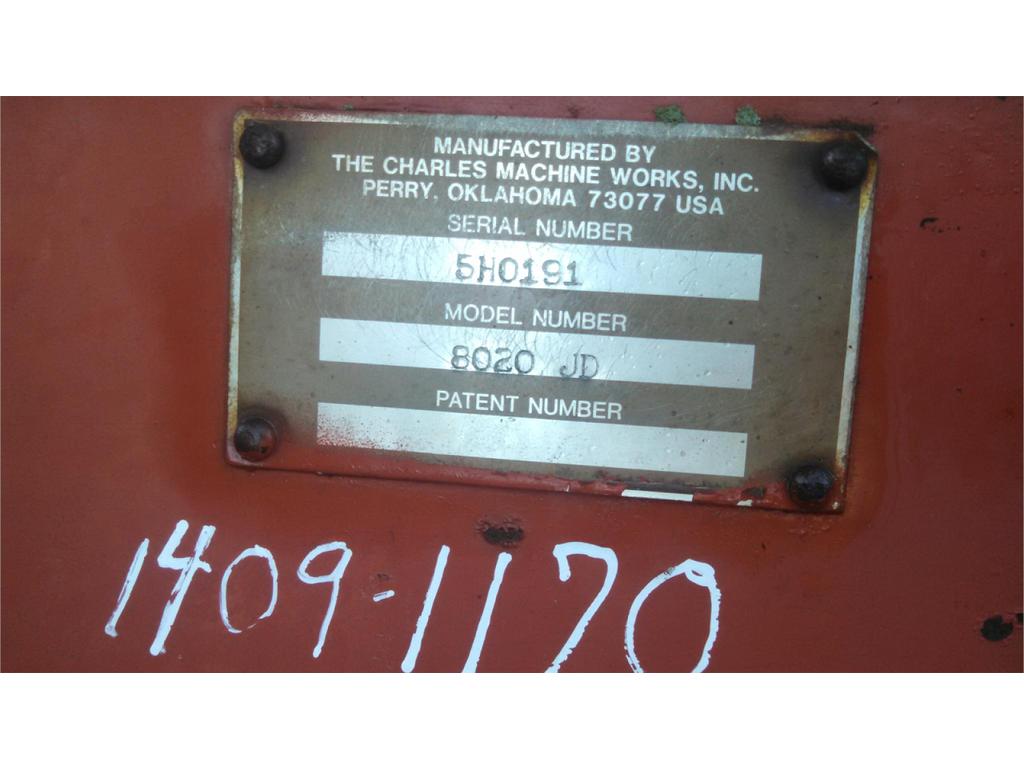 MANUFACTURED BY
THE CHARLES MACHINE WORKS, INC.
PERRY, OKLAHOMA 73077 USA
SERIAL NUMBER
5H0191
MODEL NUMBER
8020 JD
PATENT NUMBER
1409-1170